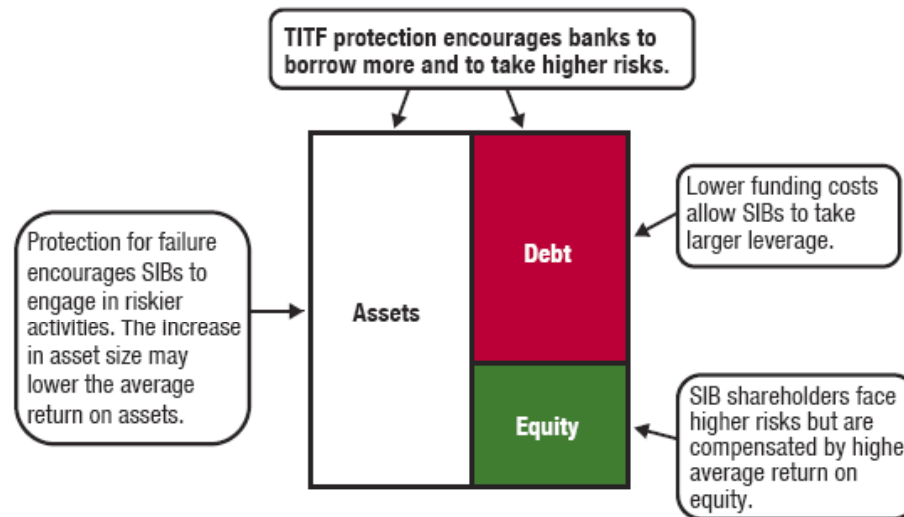 TITF protection encourages banks to
borrow more and to take higher risks.
Protection for failure
encourages SIBs to
engage in riskier
activities. The increase
in asset size may
lower the average
return on assets.
Assets
Debt
Equity
Lower funding costs
allow SIBs to take
larger leverage.
SIB shareholders face
higher risks but are
compensated by highe
average return on
equity.